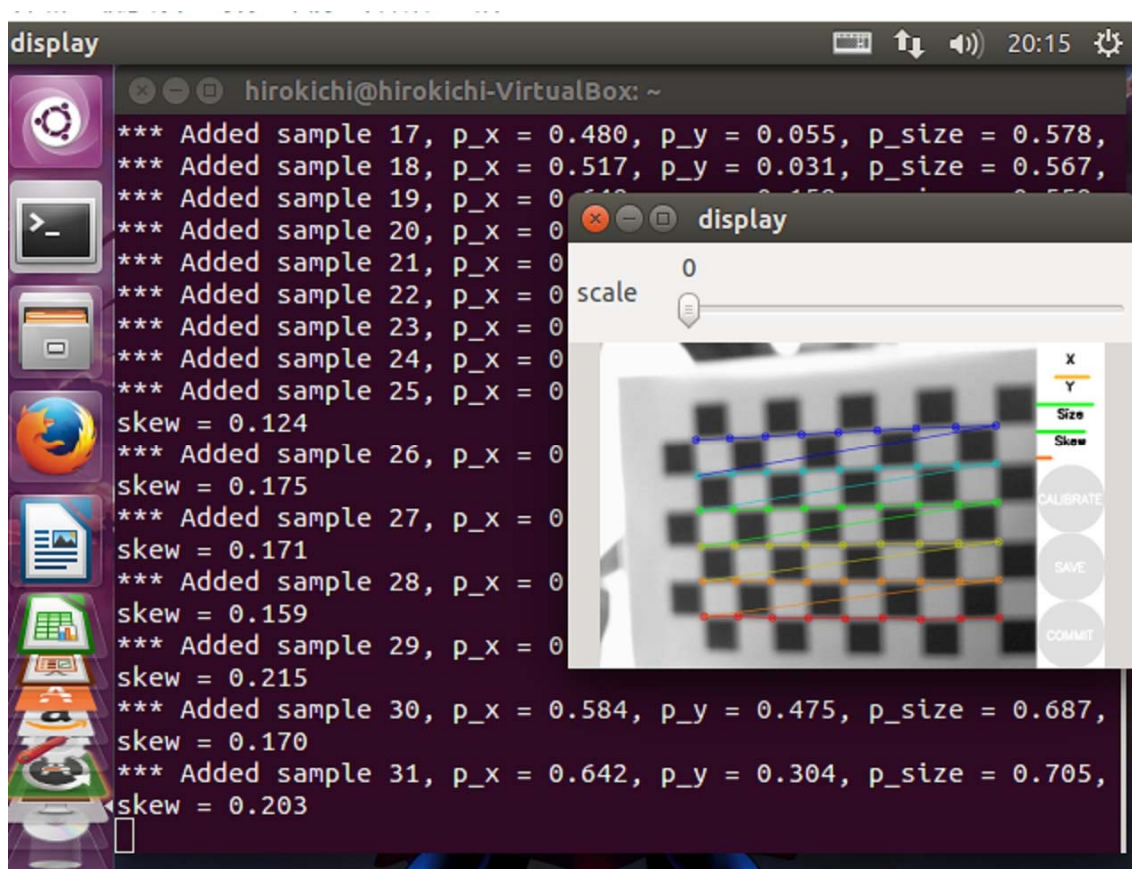 display
20:15
hirokichi@hirokichi-VirtualBox: ~
*** Added sample 17, p_x = 0.480, p_y = 0.055, p_size = 0.578,
*** Added sample 18, p_x = 0.517, p_y = 0.031, p_size = 0.567,
*** Added sample 19, p_x = 0
*** Added sample 20, p_x = 0
*** Added sample 21, p_x = 0
*** Added sample 22, p_x = 0
*** Added sample 23, p_x = 0
*** Added sample 24, p_x = 0
*** Added sample 25, p_x = 0
skew = 0.124
*** Added sample 26, p_x = 0
skew = 0.175
*** Added sample 27, p_x = 0
skew = 0.171
*** Added sample 28, p_x = 0
skew = 0.159
*** Added sample 29, p_x = 0
skew = 0.215
*** Added sample 30, p_x = 0.584, p_y = 0.475, p_size = 0.687,
skew = 0.170
*** Added sample 31, p_x = 0.642, p_y = 0.304, p_size = 0.705,
skew = 0.203
display
0
scale
X
Y
Size
Skew
CALIBRATE
SAVE
COMMIT